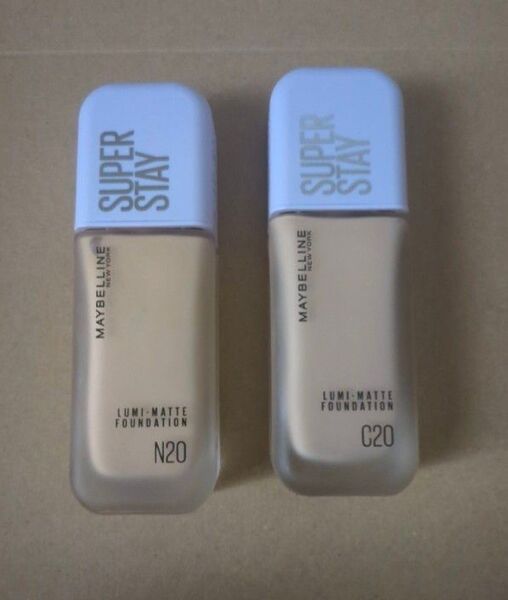 SUPER
STAY
MAYBELLINE
NEW YORK
LUMI-MATTE
FOUNDATION
N20
SUPER
STAY
MAYBELLINE
NEW YORK
LUMI-MATTE
FOUNDATION
C20